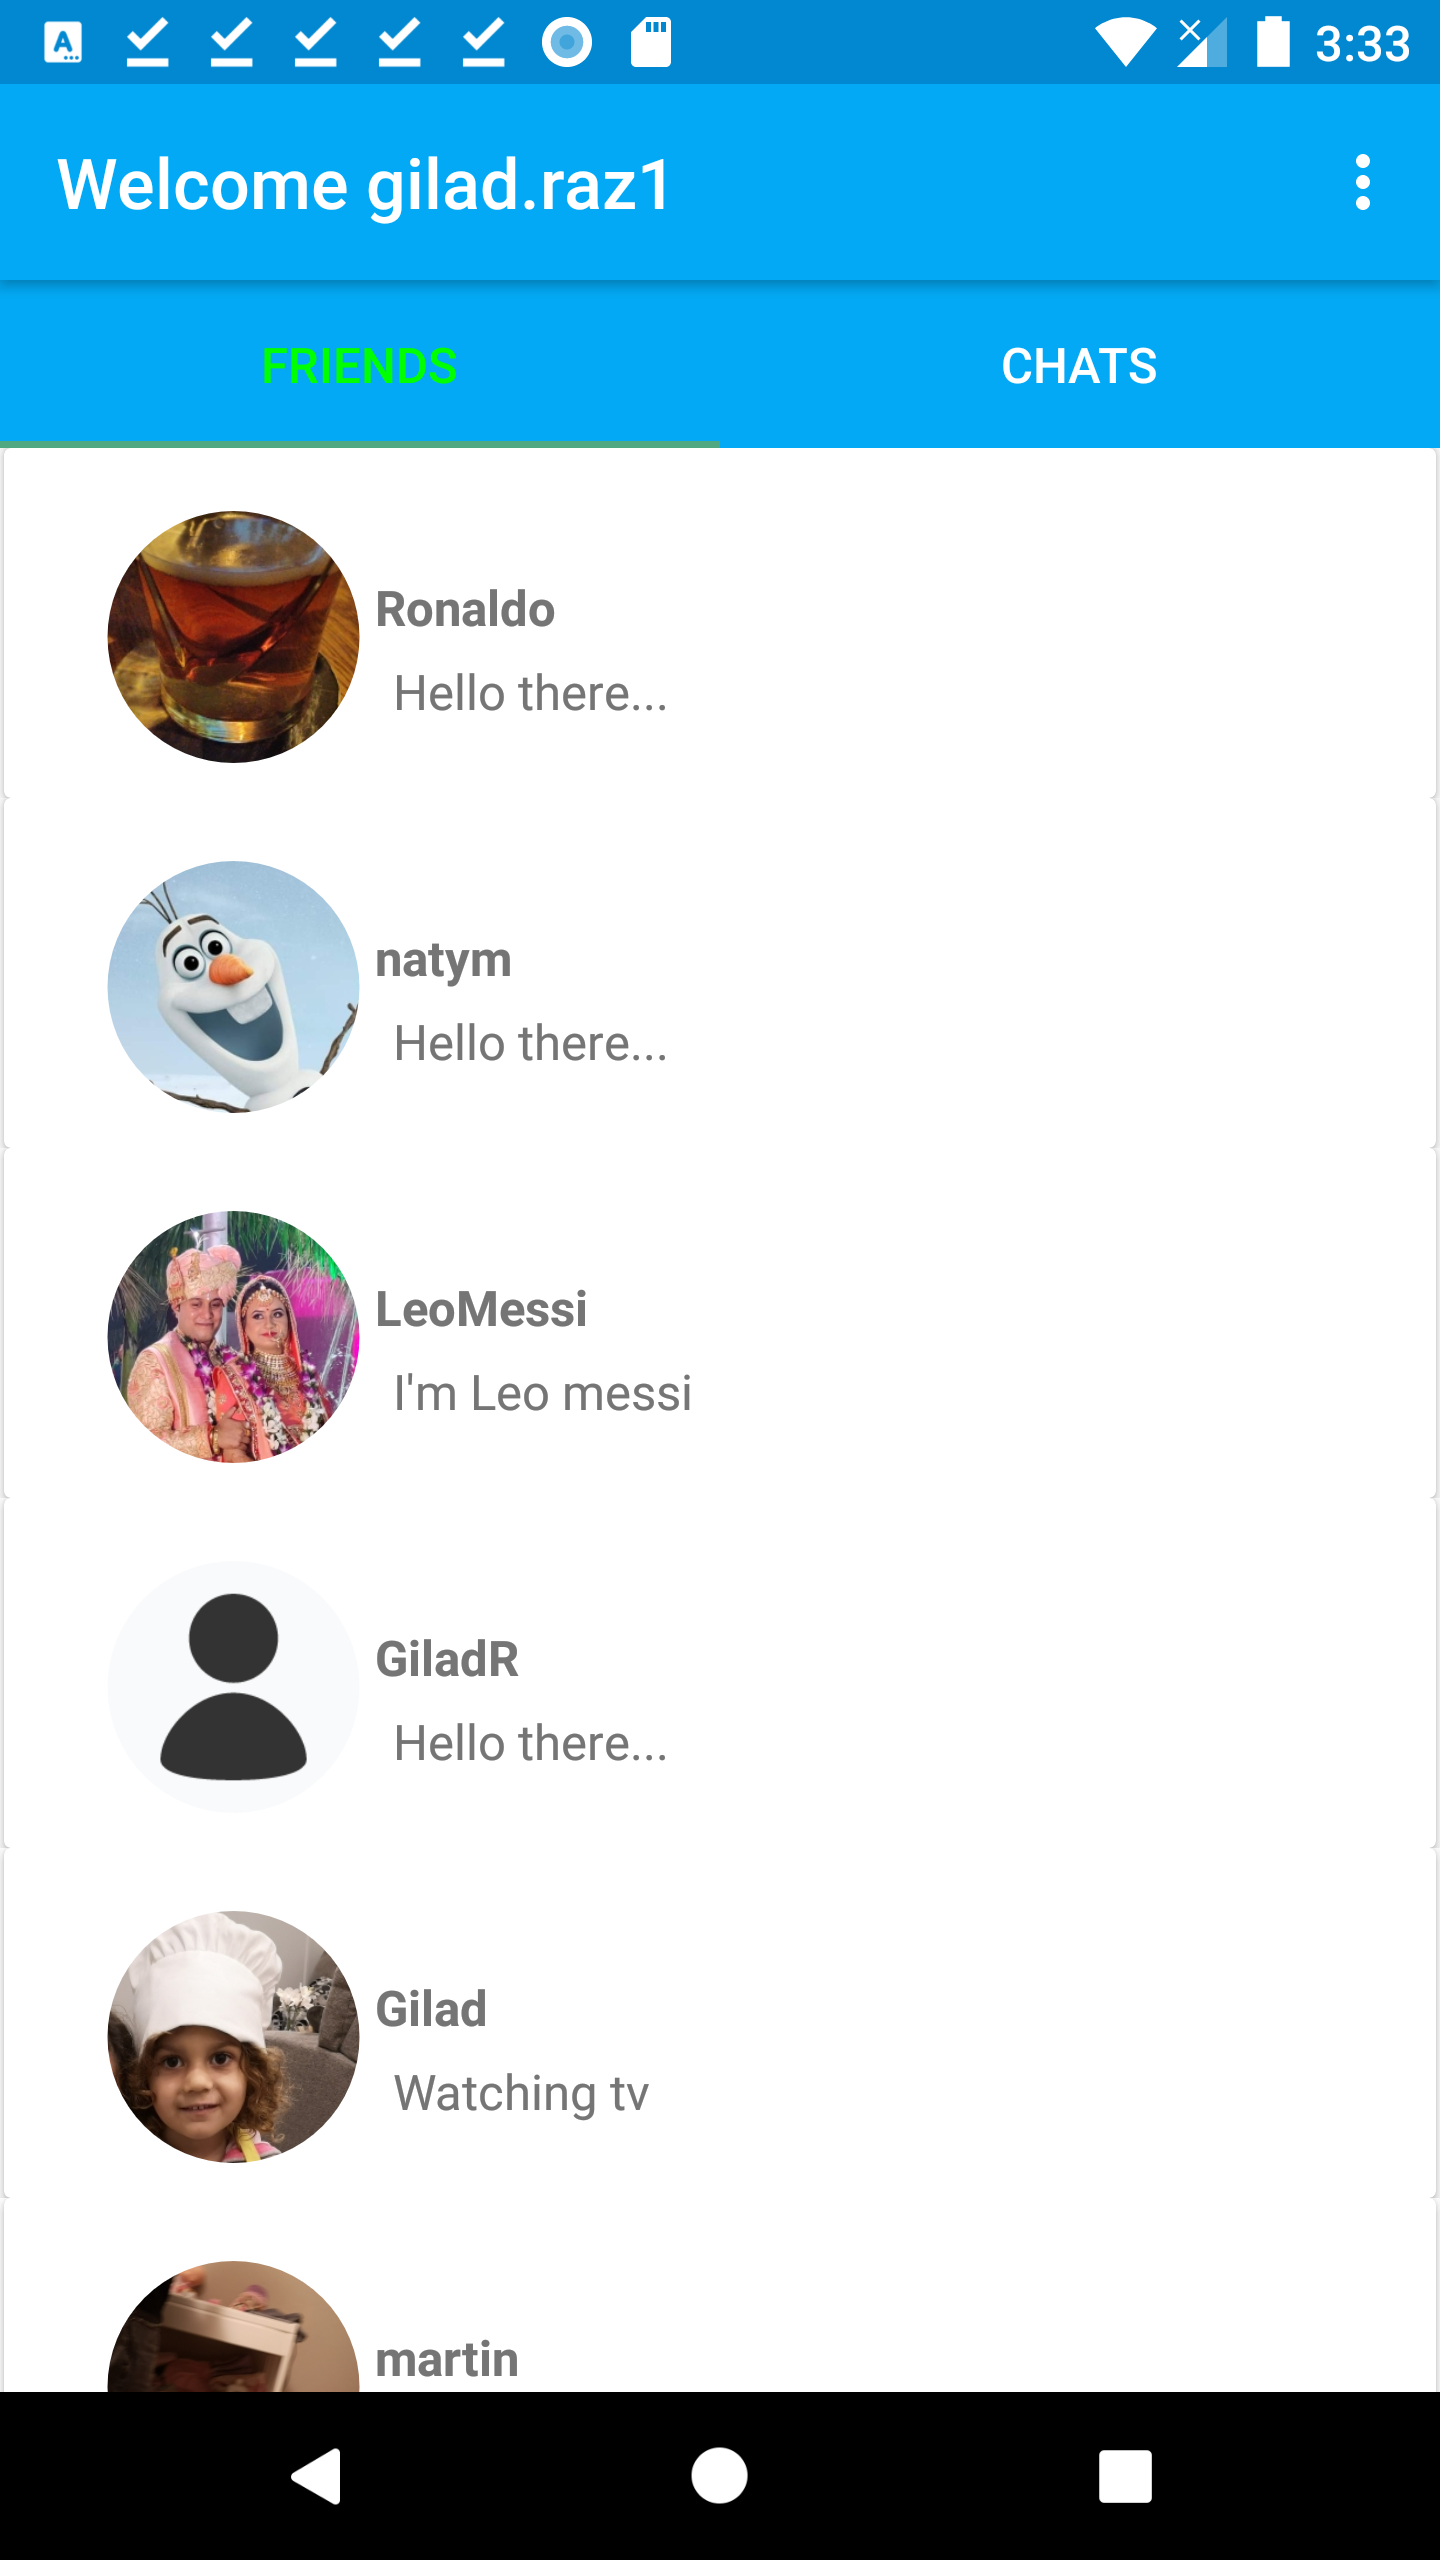 3:33
Welcome gilad.raz1
FRIENDS
CHATS
Ronaldo
Hello there...
natym
Hello there...
LeoMessi
I'm Leo messi
GiladR
Hello there...
Gilad
Watching tv
martin